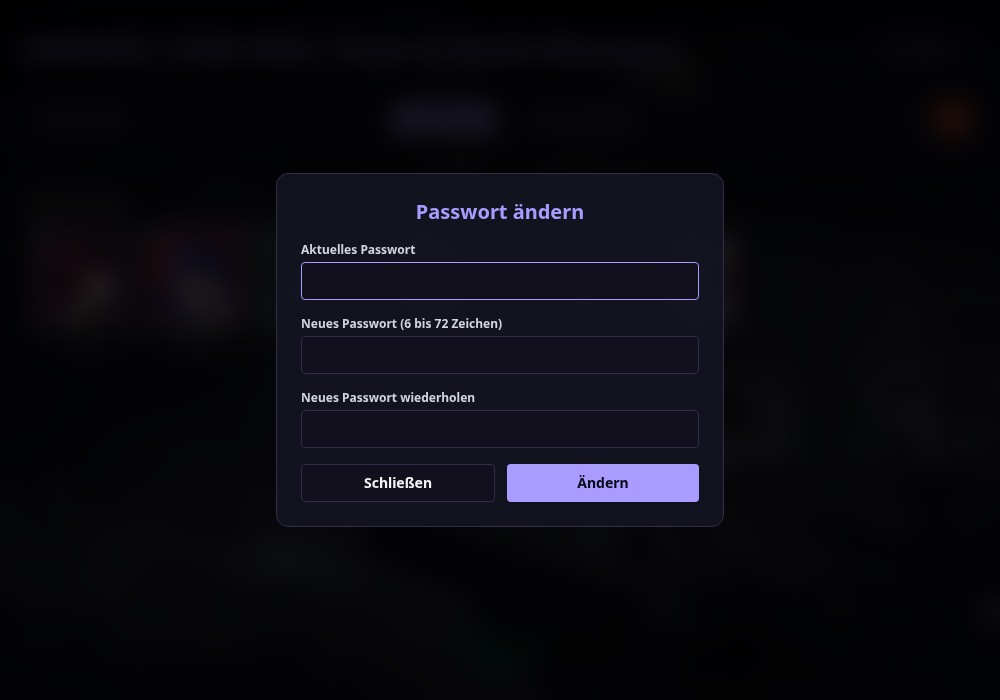 Passwort ändern
Aktuelles Passwort
Neues Passwort (6 bis 72 Zeichen)
Neues Passwort wiederholen
Schließen
Ändern